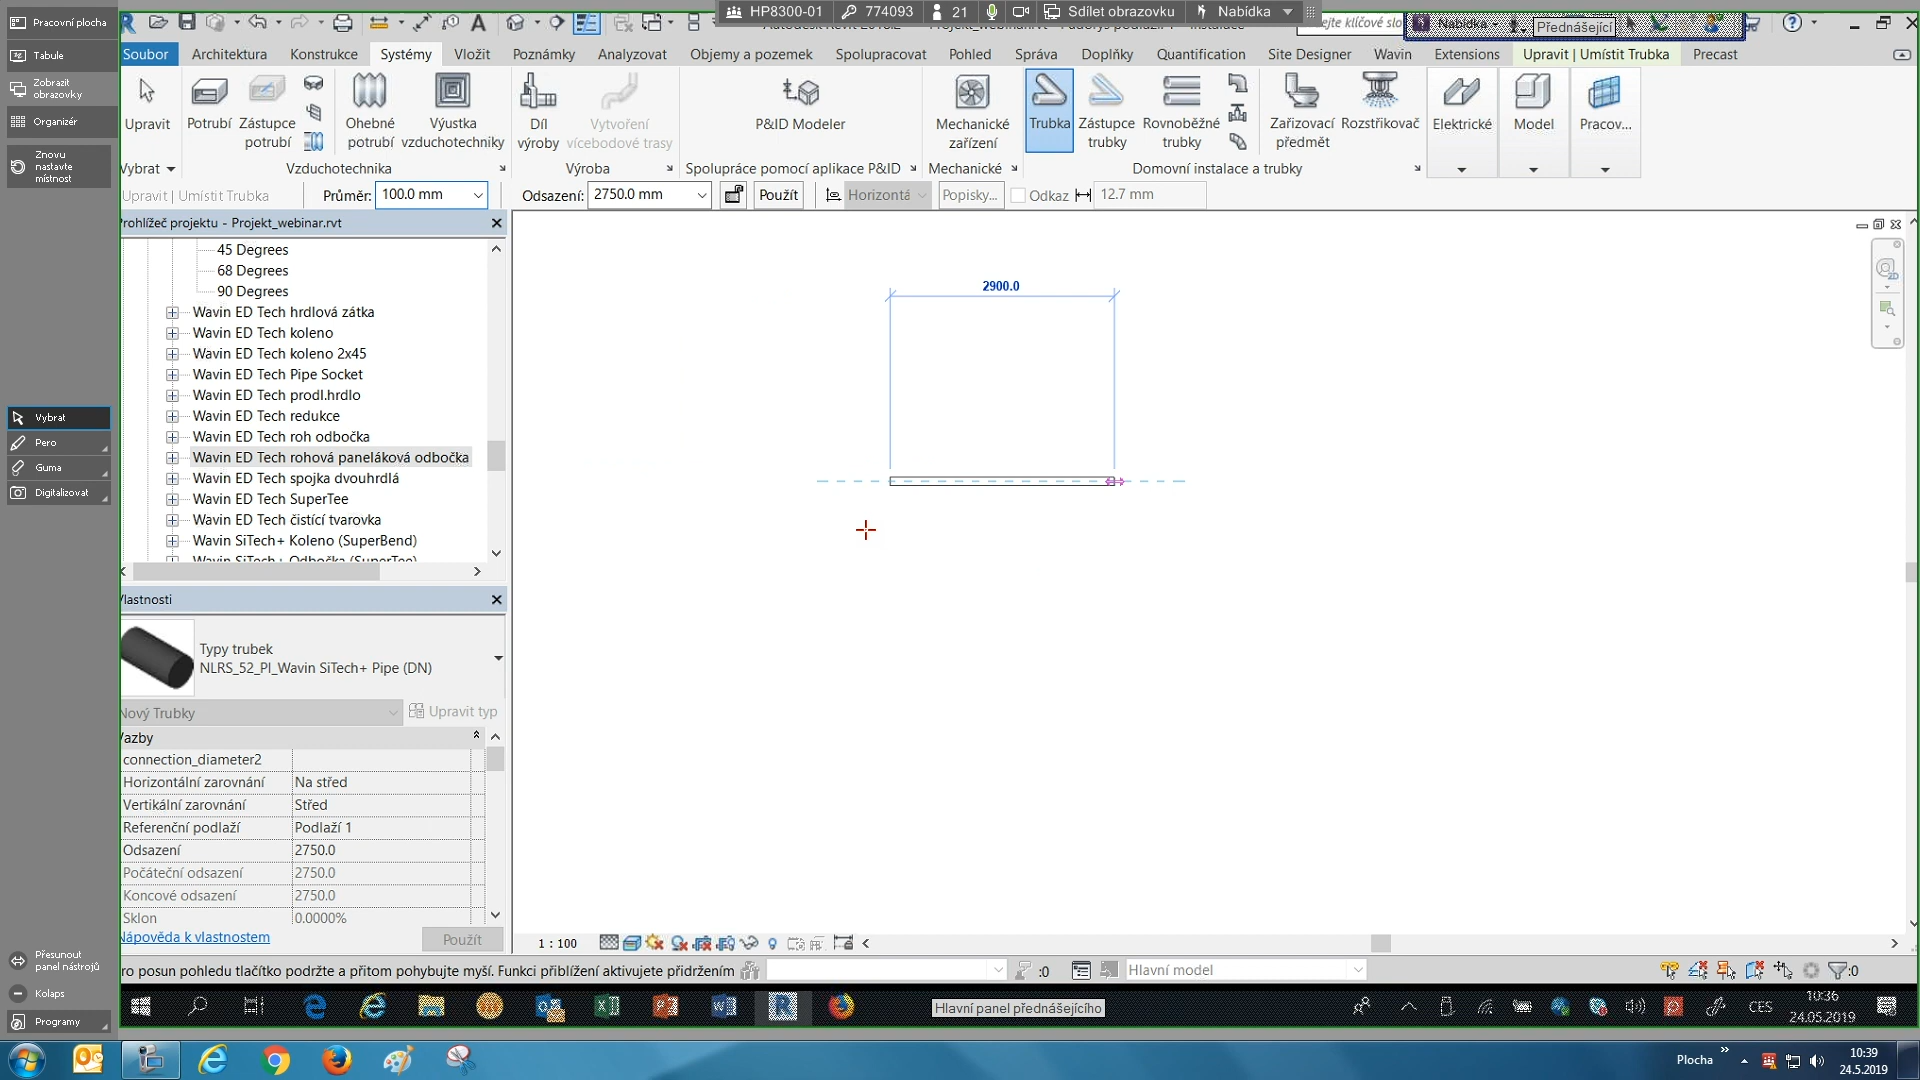 Pracovní plocha
Tabule
Zobrazit
obrazovky
Organizér
Znovu
nastavte
místnost
Vybrat
Pero
Guma
Digitalizovat
Přesunout
panel nástrojů
Kolaps
Programy
HP8300-01
774093
21
Sdílet obrazovku
Nabídka
Nabídka
Přednášející
Soubor
Architektura
Konstrukce
Systémy
Vložit
Poznámky
Analyzovat
Objemy a pozemek
Spolupracovat
Pohled
Správa
Doplňky
Quantification
Site Designer
Wavin
Extensions
Upravit | Umístit Trubka
Precast
Upravit
Potrubí
Zástupce
potrubí
Ohebné
potrubí
Výustka
vzduchotechniky
Díl
výroby
Vytvoření
vícebodové trasy
P&ID Modeler
Mechanické
zařízení
Trubka
Zástupce
trubky
Rovnoběžné
trubky
Zařizovací
předmět
Rozstřikovač
Elektrické
Model
Pracov...
Vybrat
Vzduchotechnika
Výroba
Spolupráce pomocí aplikace P&ID
Mechanické
Domovní instalace a trubky
Upravit | Umístit Trubka
Průměr:
100.0 mm
Odsazení:
2750.0 mm
Použít
Horizontá
Popisky...
Odkaz
12.7 mm
rohlížeč projektu - Projekt_webinar.rvt
45 Degrees
68 Degrees
90 Degrees
Wavin ED Tech hrdlová zátka
Wavin ED Tech koleno
Wavin ED Tech koleno 2x45
Wavin ED Tech Pipe Socket
Wavin ED Tech prodl.hrdlo
Wavin ED Tech redukce
Wavin ED Tech roh odbočka
Wavin ED Tech rohová paneláková odbočka
Wavin ED Tech spojka dvouhrdlá
Wavin ED Tech SuperTee
Wavin ED Tech čistící tvarovka
Wavin SiTech+ Koleno (SuperBend)
Wavin SiTech+ Odbočka (SuperTee)
2900.0
lastnosti
Typy trubek
NLRS_52_PI_Wavin SiTech+ Pipe (DN)
Nový Trubky
Upravit typ
azby
connection_diameter2
Horizontální zarovnání
Na střed
Vertikální zarovnání
Střed
Referenční podlaží
Podlaží 1
Odsazení
2750.0
Počáteční odsazení
2750.0
Koncové odsazení
2750.0
Sklon
0.0000%
Nápověda k vlastnostem
Použít
1 : 100
ro posun pohledu tlačítko podržte a přitom pohybujte myší. Funkci přiblížení aktivujete přidržením
:0
Hlavní model
:0
Hlavní panel přednášejícího
CES
10:36
24.05.2019
Plocha
10:39
24.5.2019